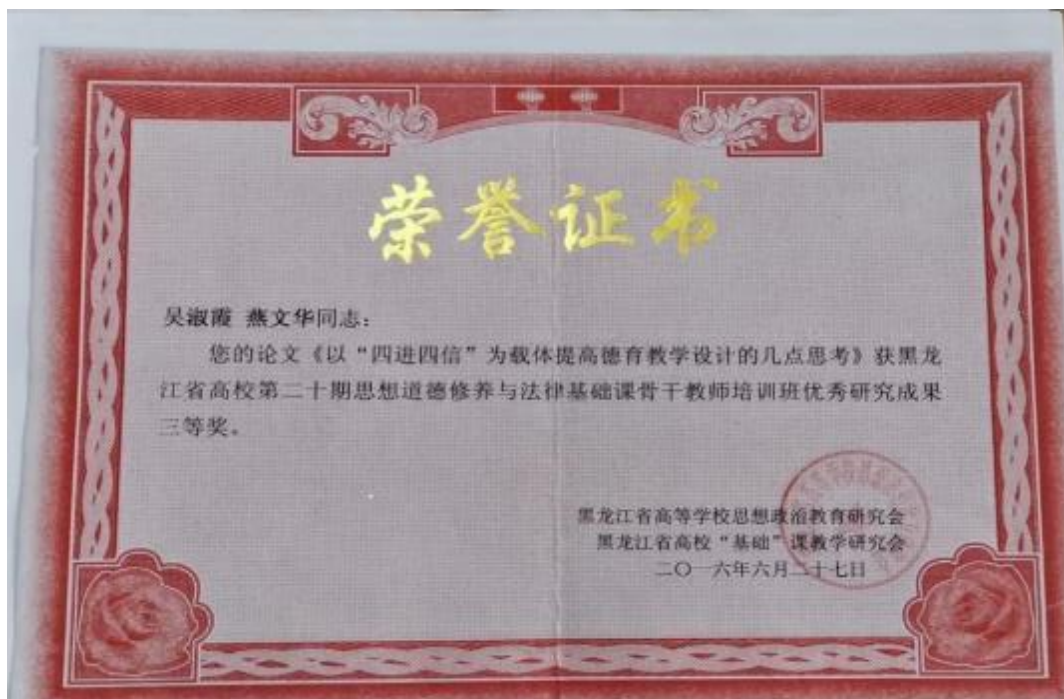 荣誉证书
吴淑霞 燕文华同志：
您的论文《以“四进四信”为载体提高德育教学设计的几点思考》获黑龙
江省高校第二十期思想道德修养与法律基础课骨干教师培训班优秀研究成果
三等奖。
黑龙江省高等学校思想政治教育研究会
黑龙江省高校“基础”课教学研究会
二〇一六年六月二十七日